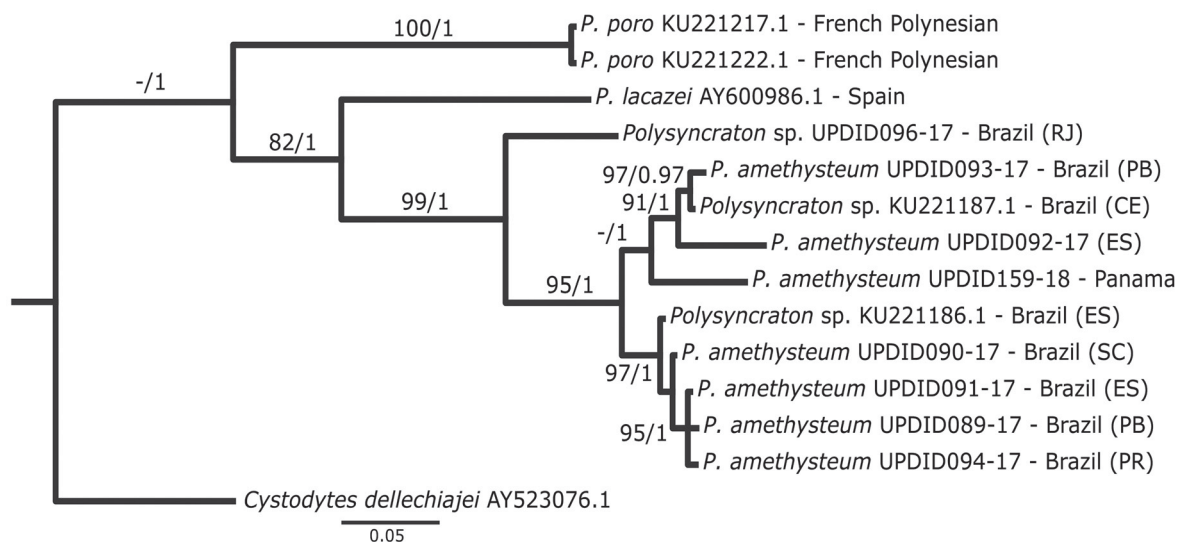 100/1
P. poro KU221217.1 - French Polynesian
P. poro KU221222.1 - French Polynesian
-/1
P. lacazei AY600986.1 - Spain
82/1
Polysyncraton sp. UPDID096-17 - Brazil (RJ)
97/0.97
P. amethysteum UPDID093-17 - Brazil (PB)
99/1
91/1
Polysyncraton sp. KU221187.1 - Brazil (CE)
-/1
P. amethysteum UPDID092-17 (ES)
95/1
P. amethysteum UPDID159-18 - Panama
Polysyncraton sp. KU221186.1 - Brazil (ES)
P. amethysteum UPDID090-17 - Brazil (SC)
97/1
P. amethysteum UPDID091-17 - Brazil (ES)
95/1
P. amethysteum UPDID089-17 - Brazil (PB)
P. amethysteum UPDID094-17 - Brazil (PR)
Cystodytes dellechiajei AY523076.1
0.05